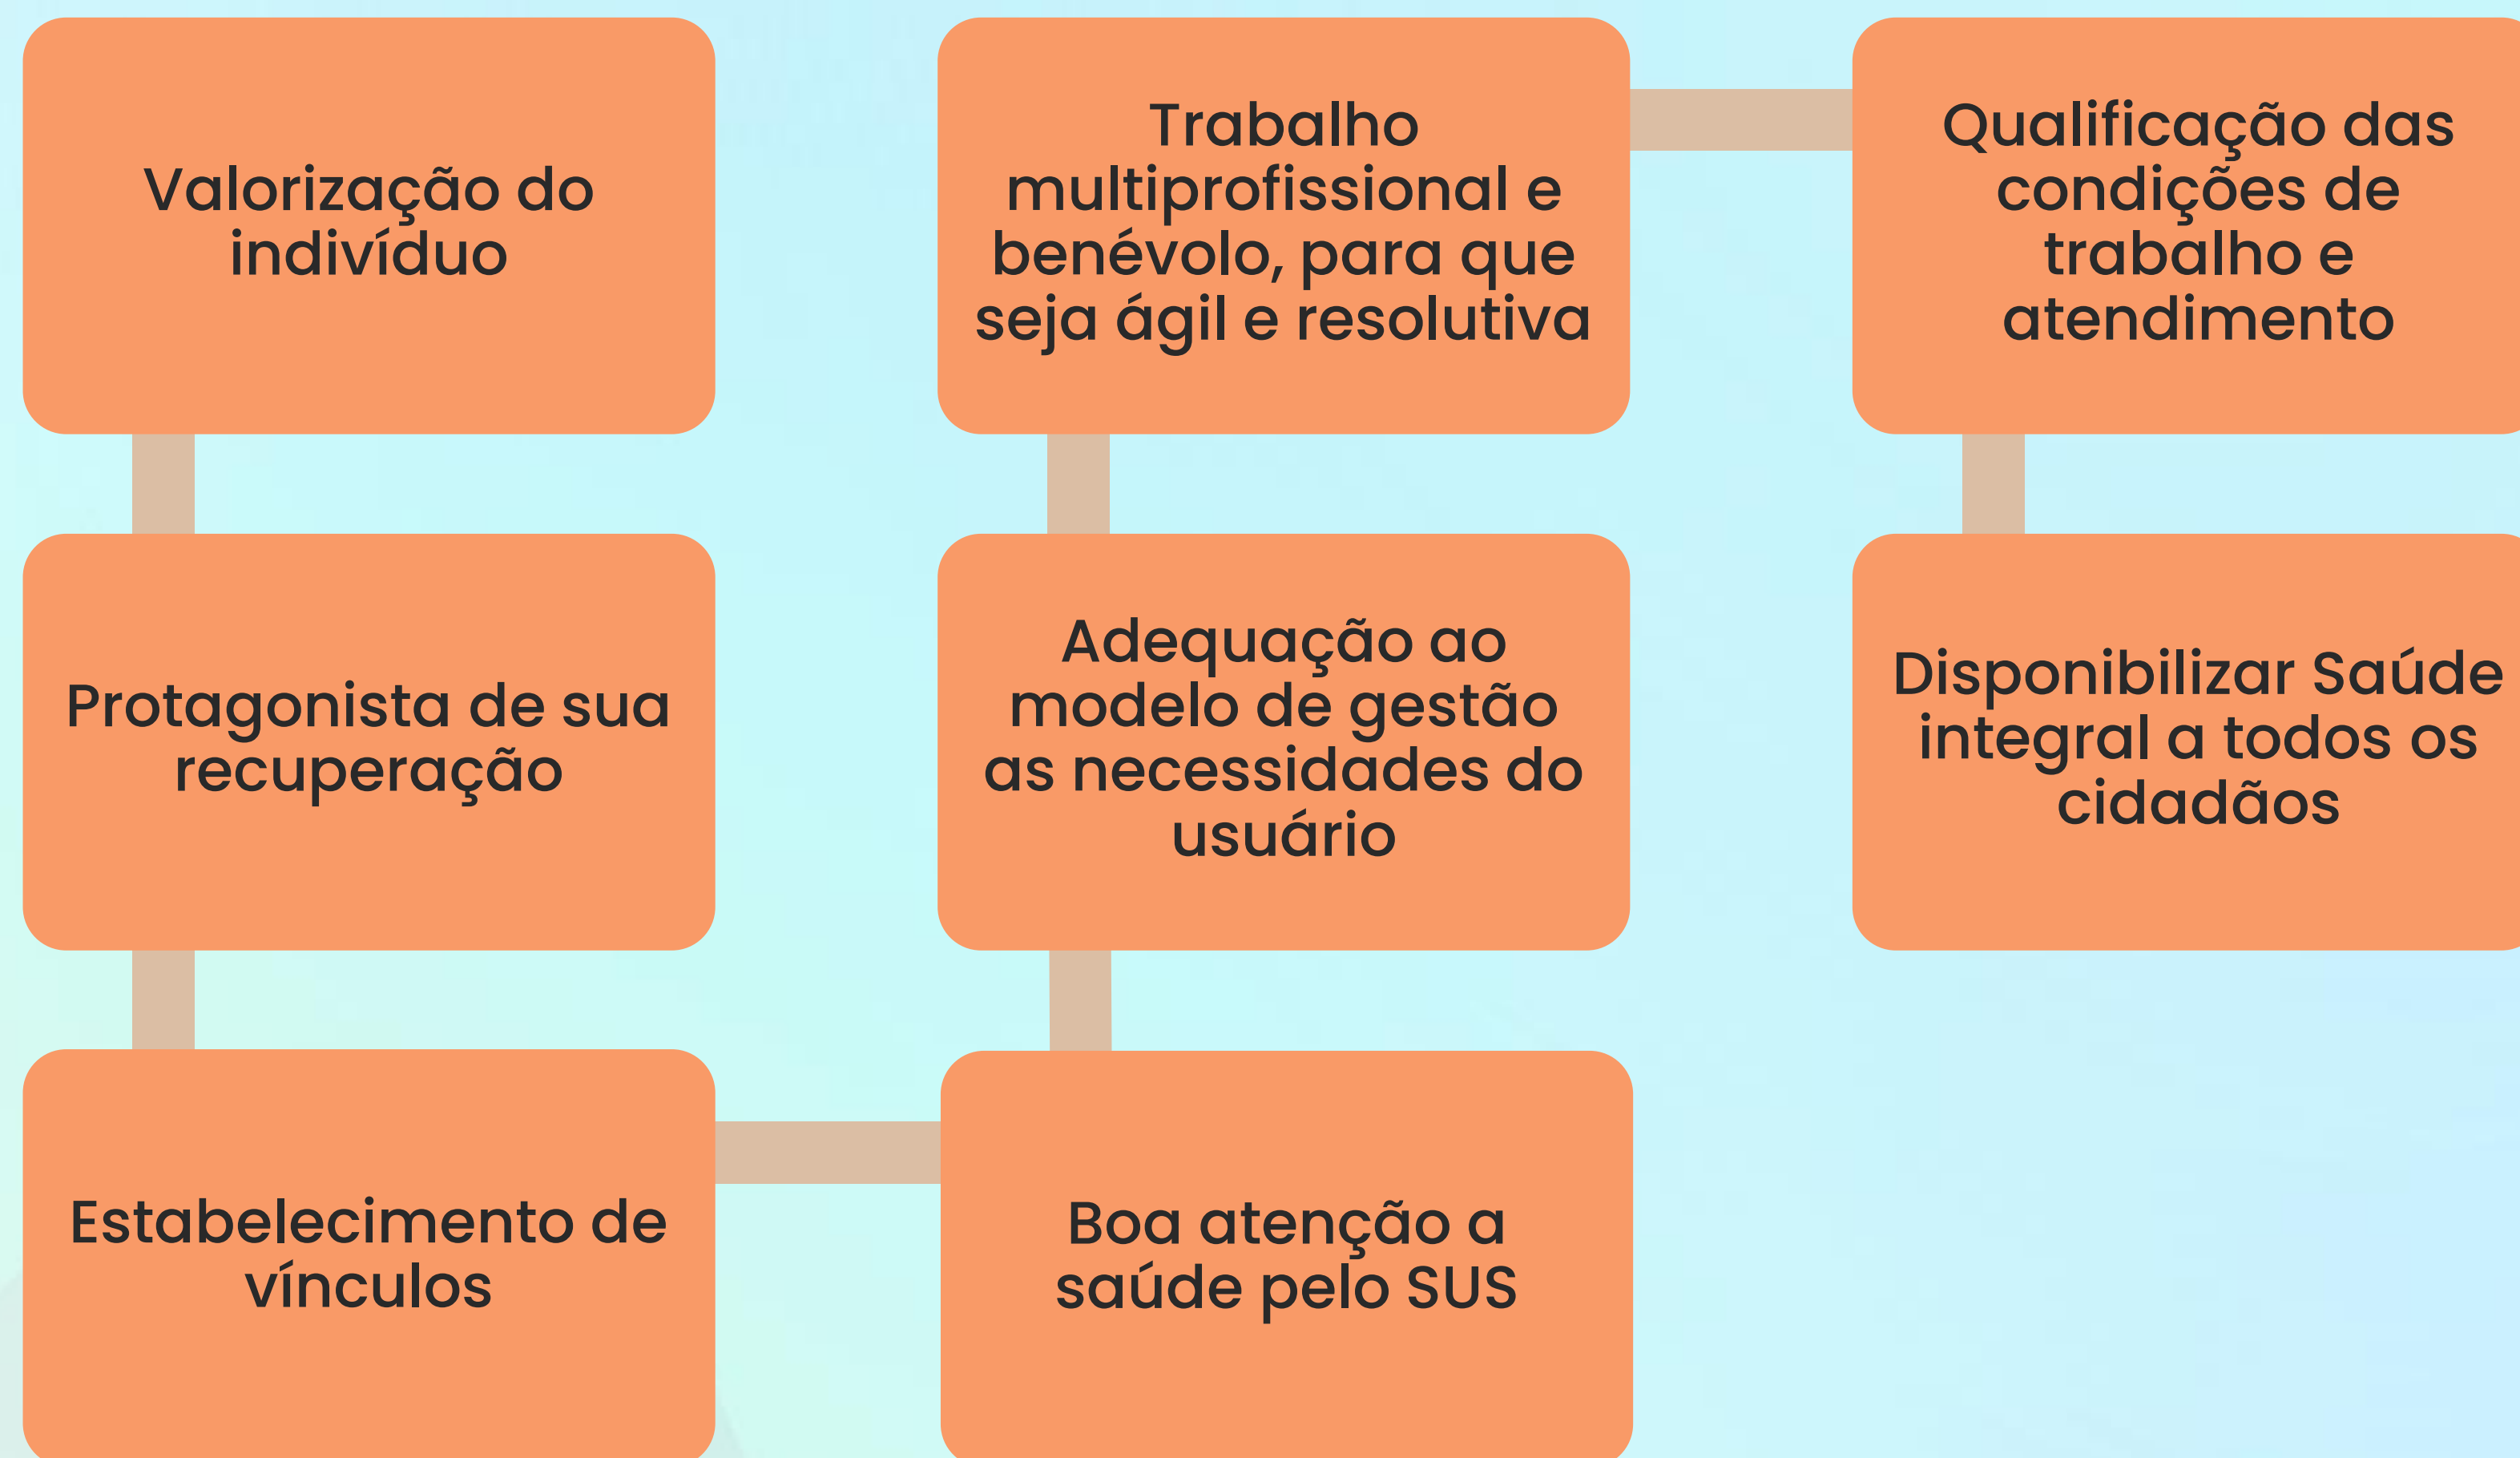 Valorização do
indivíduo
Protagonista de sua
recuperação
Estabelecimento de
vínculos
Boa atenção a
saúde pelo SUS
Adequação ao
modelo de gestão
as necessidades do
usuário
Trabalho
multiprofissional e
benévolo, para que
seja ágil e resolutiva
Qualificação das
condições de
trabalho e
atendimento
Disponibilizar Saúde
integral a todos os
cidadãos